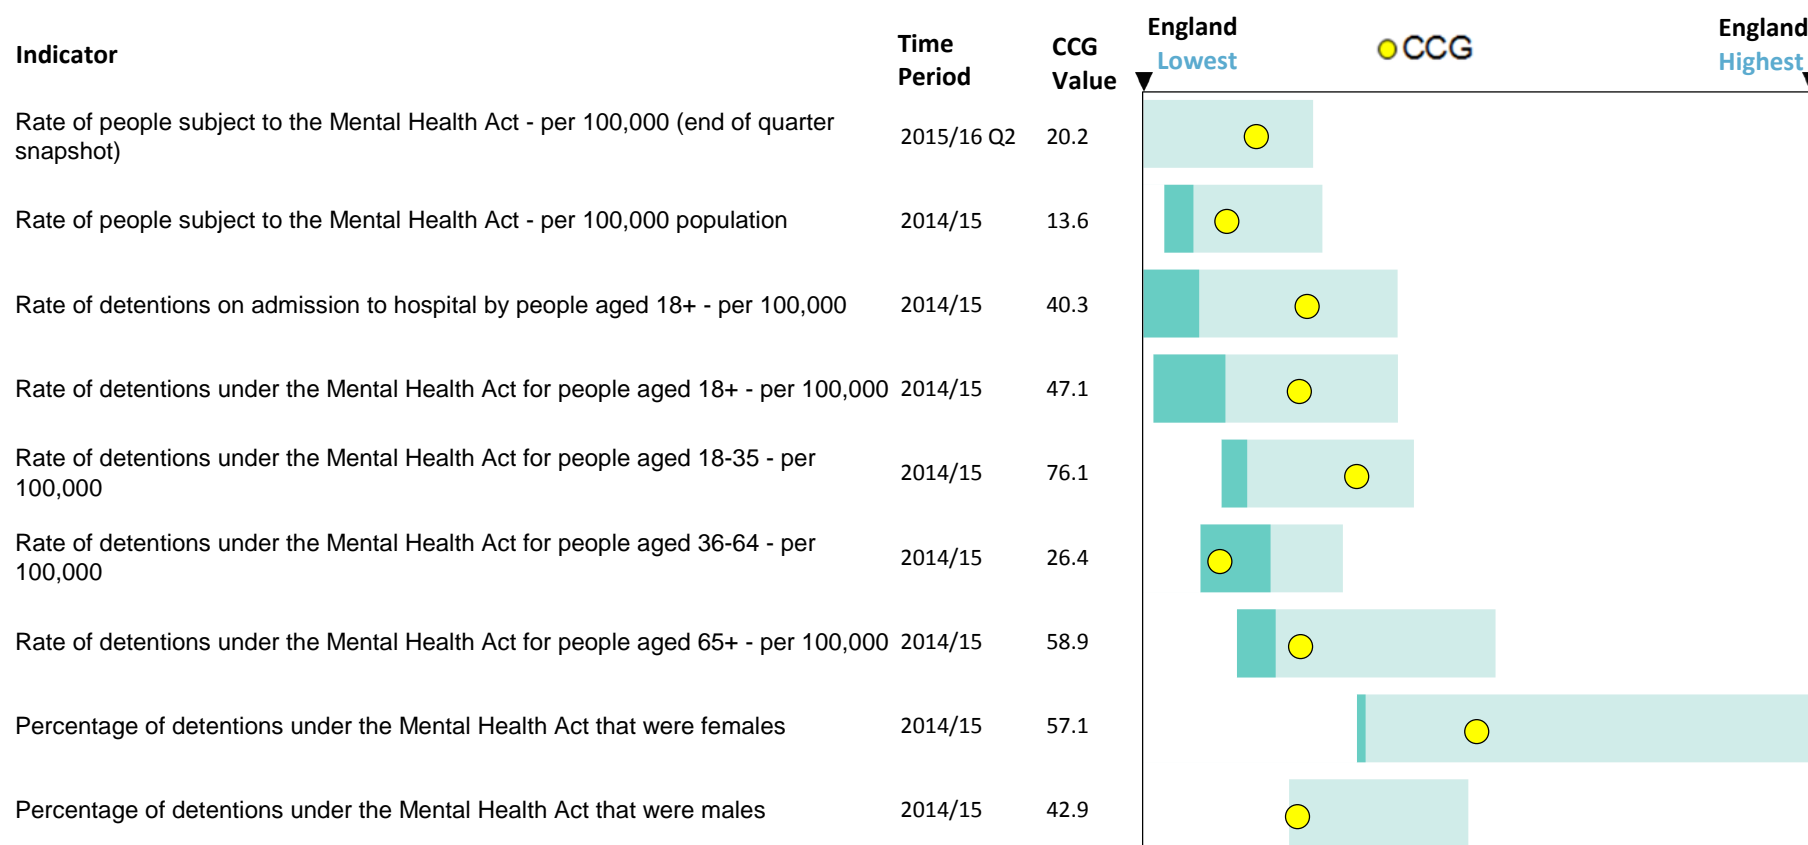 Indicator
Time Period
CCG Value
England Lowest
CCG
England Highest
Rate of people subject to the Mental Health Act - per 100,000 (end of quarter
snapshot)
2015/16 Q2 20.2
Rate of people subject to the Mental Health Act - per 100,000 population 2014/15 13.6
Rate of detentions on admission to hospital by people aged 18+ - per 100,000 2014/15 40.3
Rate of detentions under the Mental Health Act for people aged 18+ - per 100,000 2014/15 47.1
Rate of detentions under the Mental Health Act for people aged 18-35 - per
100,000
2014/15 76.1
Rate of detentions under the Mental Health Act for people aged 36-64 - per
100,000
2014/15 26.4
Rate of detentions under the Mental Health Act for people aged 65+ - per 100,000 2014/15 58.9
Percentage of detentions under the Mental Health Act that were females 2014/15 57.1
Percentage of detentions under the Mental Health Act that were males 2014/15 42.9